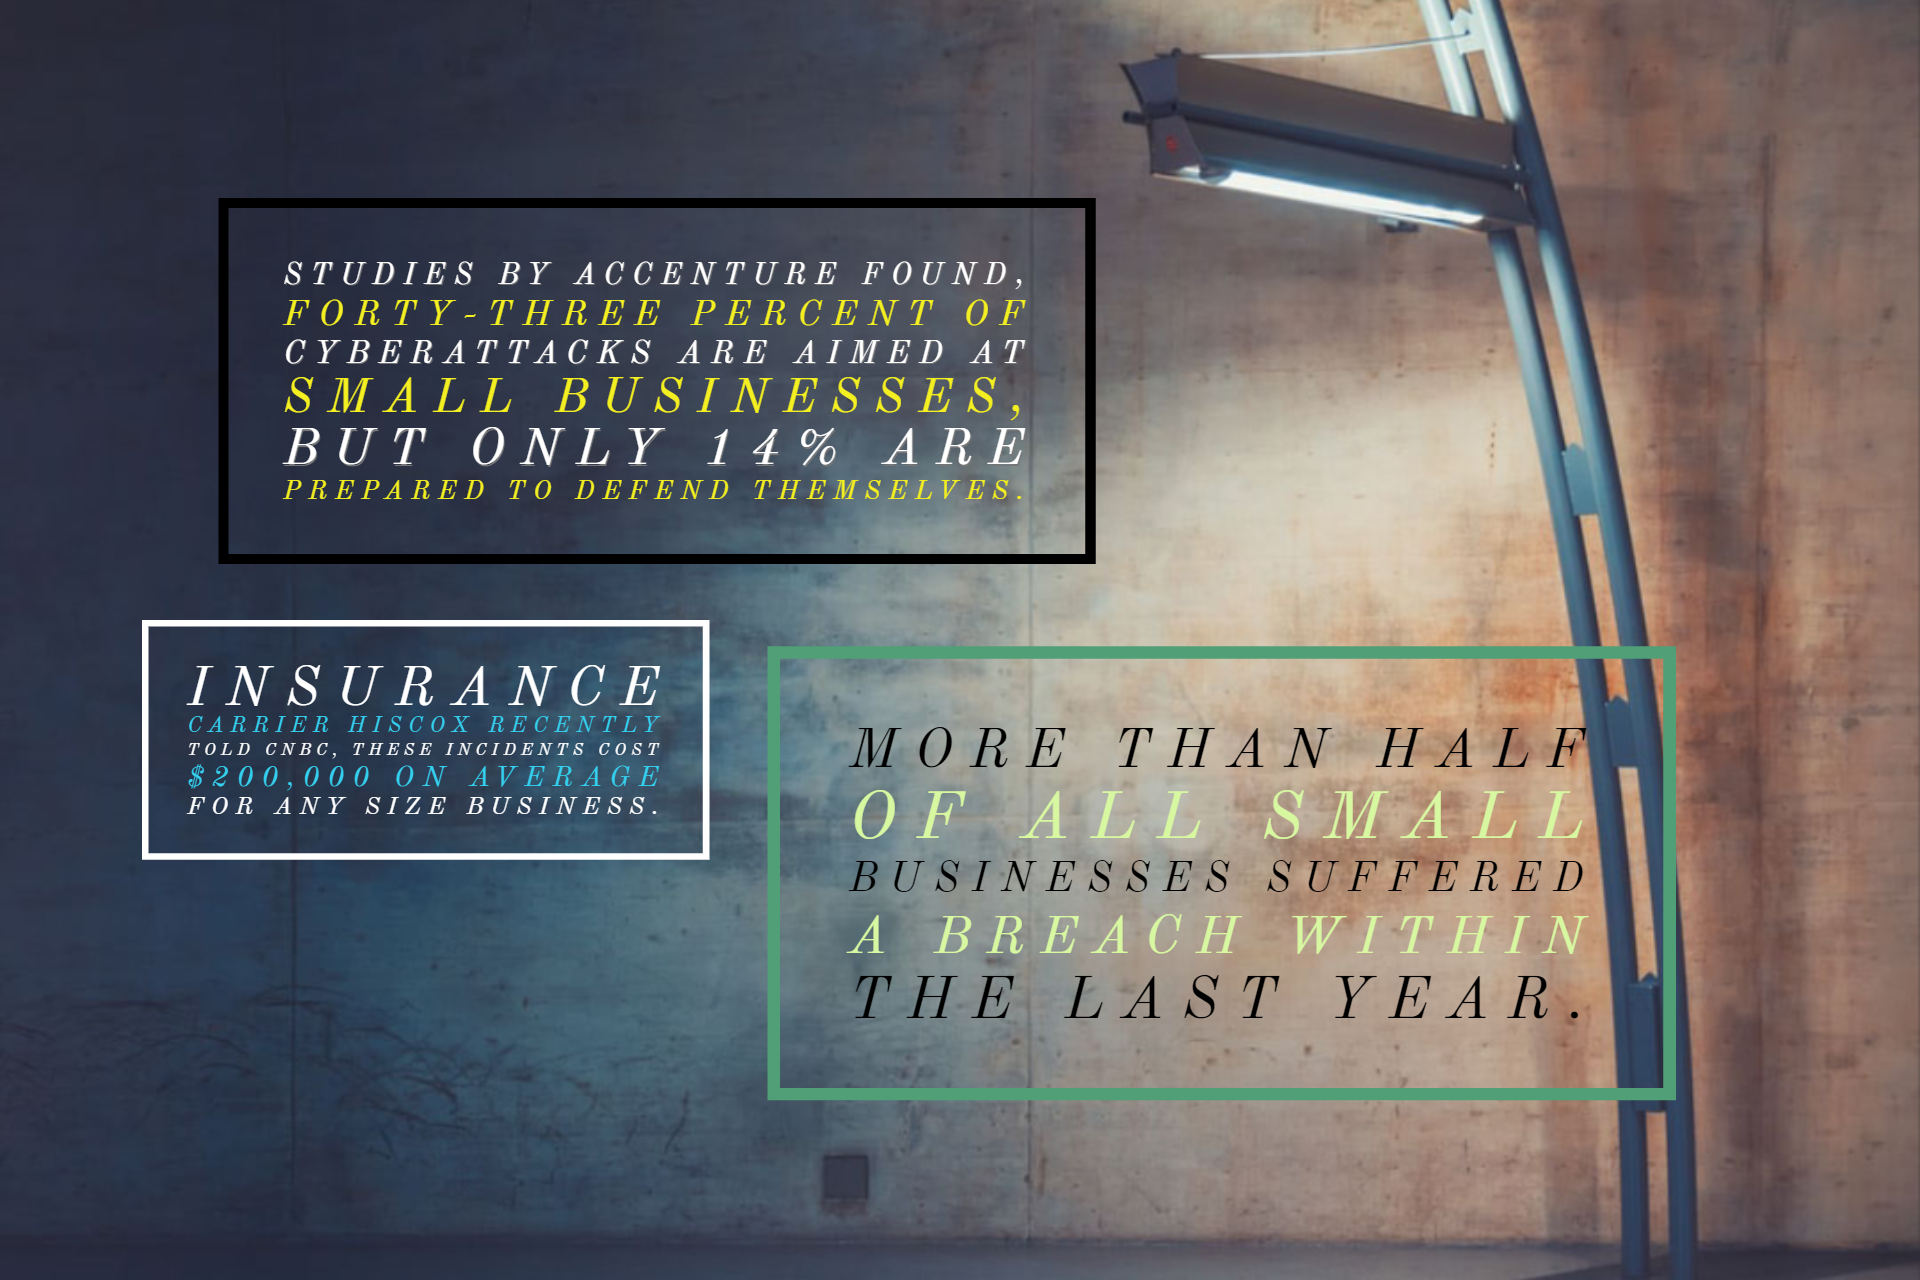 STUDIES BY ACCENTURE FOUND,
FORTY-THREE PERCENT OF
CYBERATTACKS ARE AIMED AT
SMALL BUSINESSES,
BUT ONLY 14% ARE
PREPARED TO DEFEND THEMSELVES.
INSURANCE
CARRIER HISCOX RECENTLY
TOLD CNBC, THESE INCIDENTS COST
$200,000 ON AVERAGE
FOR ANY SIZE BUSINESS.
MORE THAN HALF
OF ALL SMALL
BUSINESSES SUFFERED
A BREACH WITHIN
THE LAST YEAR.